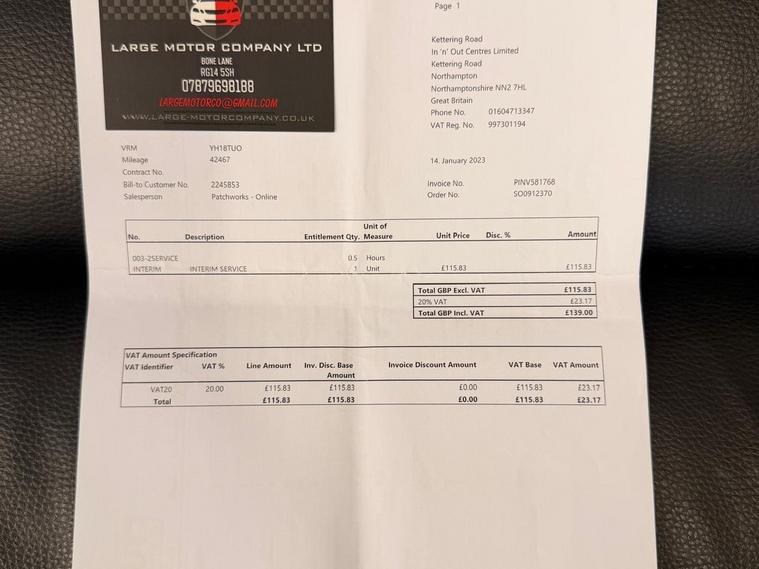 LARGE MOTOR COMPANY LTD
BONE LANE
RG14 5SH
07879698188
LARGEMOTORCO@GMAIL.COM
WWW.LARGE-MOTORCOMPANY.CO.UK
Page 1
Kettering Road
In 'n' Out Centres Limited
Kettering Road
Northampton
Northamptonshire NN2 7HL
Great Britain
Phone No. 01604713347
VAT Reg. No. 997301194
VRM YH18TUO
Mileage 42467
Contract No.
Bill-to Customer No. 2245853
Salesperson Patchworks - Online
14. January 2023
Invoice No. PINV581768
Order No. SO0912370
No. Description Entitlement Qty. Unit of Measure Unit Price Disc. % Amount
003-2SERVICE 0.5 Hours
INTERIM INTERIM SERVICE 1 Unit £115.83 £115.83
Total GBP Excl. VAT £115.83
20% VAT £23.17
Total GBP Incl. VAT £139.00
VAT Amount Specification
VAT Identifier VAT % Line Amount Inv. Disc. Base Amount Invoice Discount Amount VAT Base VAT Amount
VAT20 20.00 £115.83 £115.83 £0.00 £115.83 £23.17
Total £115.83 £115.83 £0.00 £115.83 £23.17